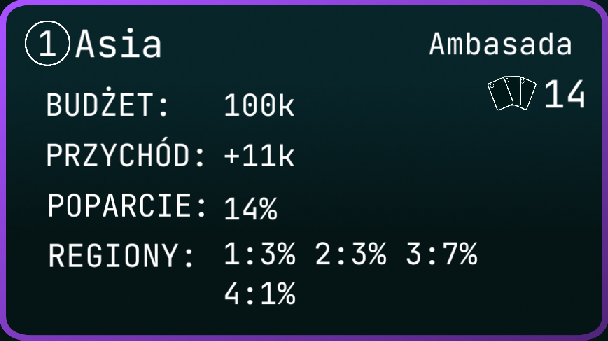 1 Asia
Ambasada
14
BUDŻET: 100k
PRZYCHÓD: +11k
POPARCIE: 14%
REGIONY: 1:3% 2:3% 3:7%
4:1%